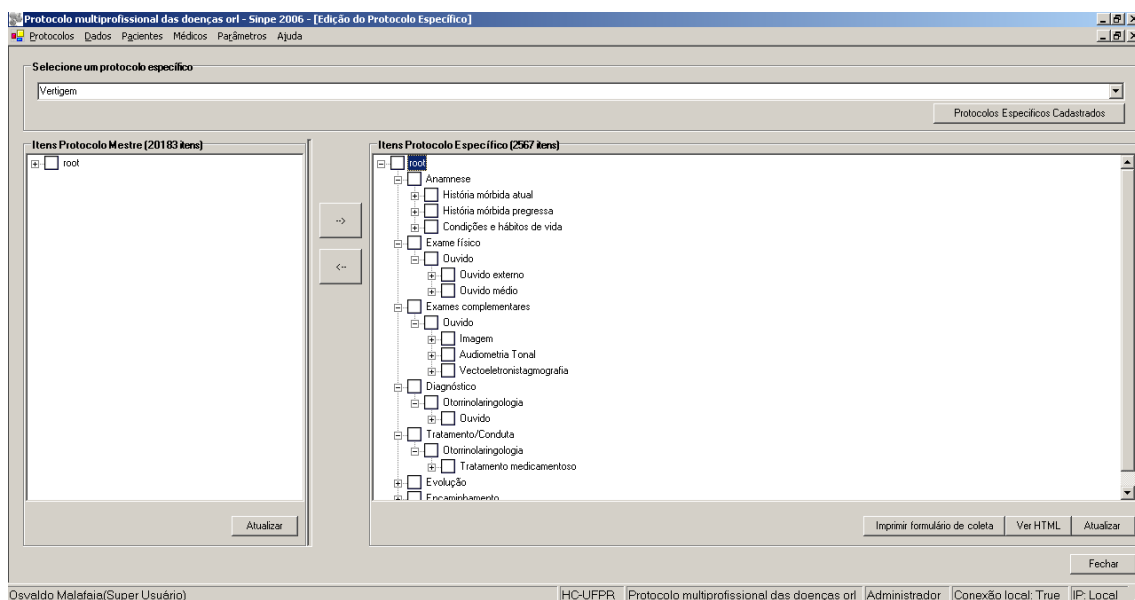 Protocolo multiprofissional das doenças orl - Sinpe 2006 - [Edição do Protocolo Específico]
Protocolos Dados Pacientes Médicos Parâmetros Ajuda
Selecione um protocolo específico
Vertigem
Protocolos Especificos Cadastrados
Itens Protocolo Mestre (20183 itens)
root
Atualizar
-->
<--
Itens Protocolo Específico (2567 itens)
root
Anamnese
História mórbida atual
História mórbida pregressa
Condições e hábitos de vida
Exame físico
Ouvido
Ouvido externo
Ouvido médio
Exames complementares
Ouvido
Imagem
Audiometria Tonal
Vectoeletronistagmografia
Diagnóstico
Otorrinolaringologia
Ouvido
Tratamento/Conduta
Otorrinolaringologia
Tratamento medicamentoso
Evolução
Encaminhamento
Imprimir formulário de coleta Ver HTML Atualizar
Fechar
Osvaldo Malafaia(Super Usuário) HC-UFPR Protocolo multiprofissional das doenças orl Administrador Conexão local: True IP: Local